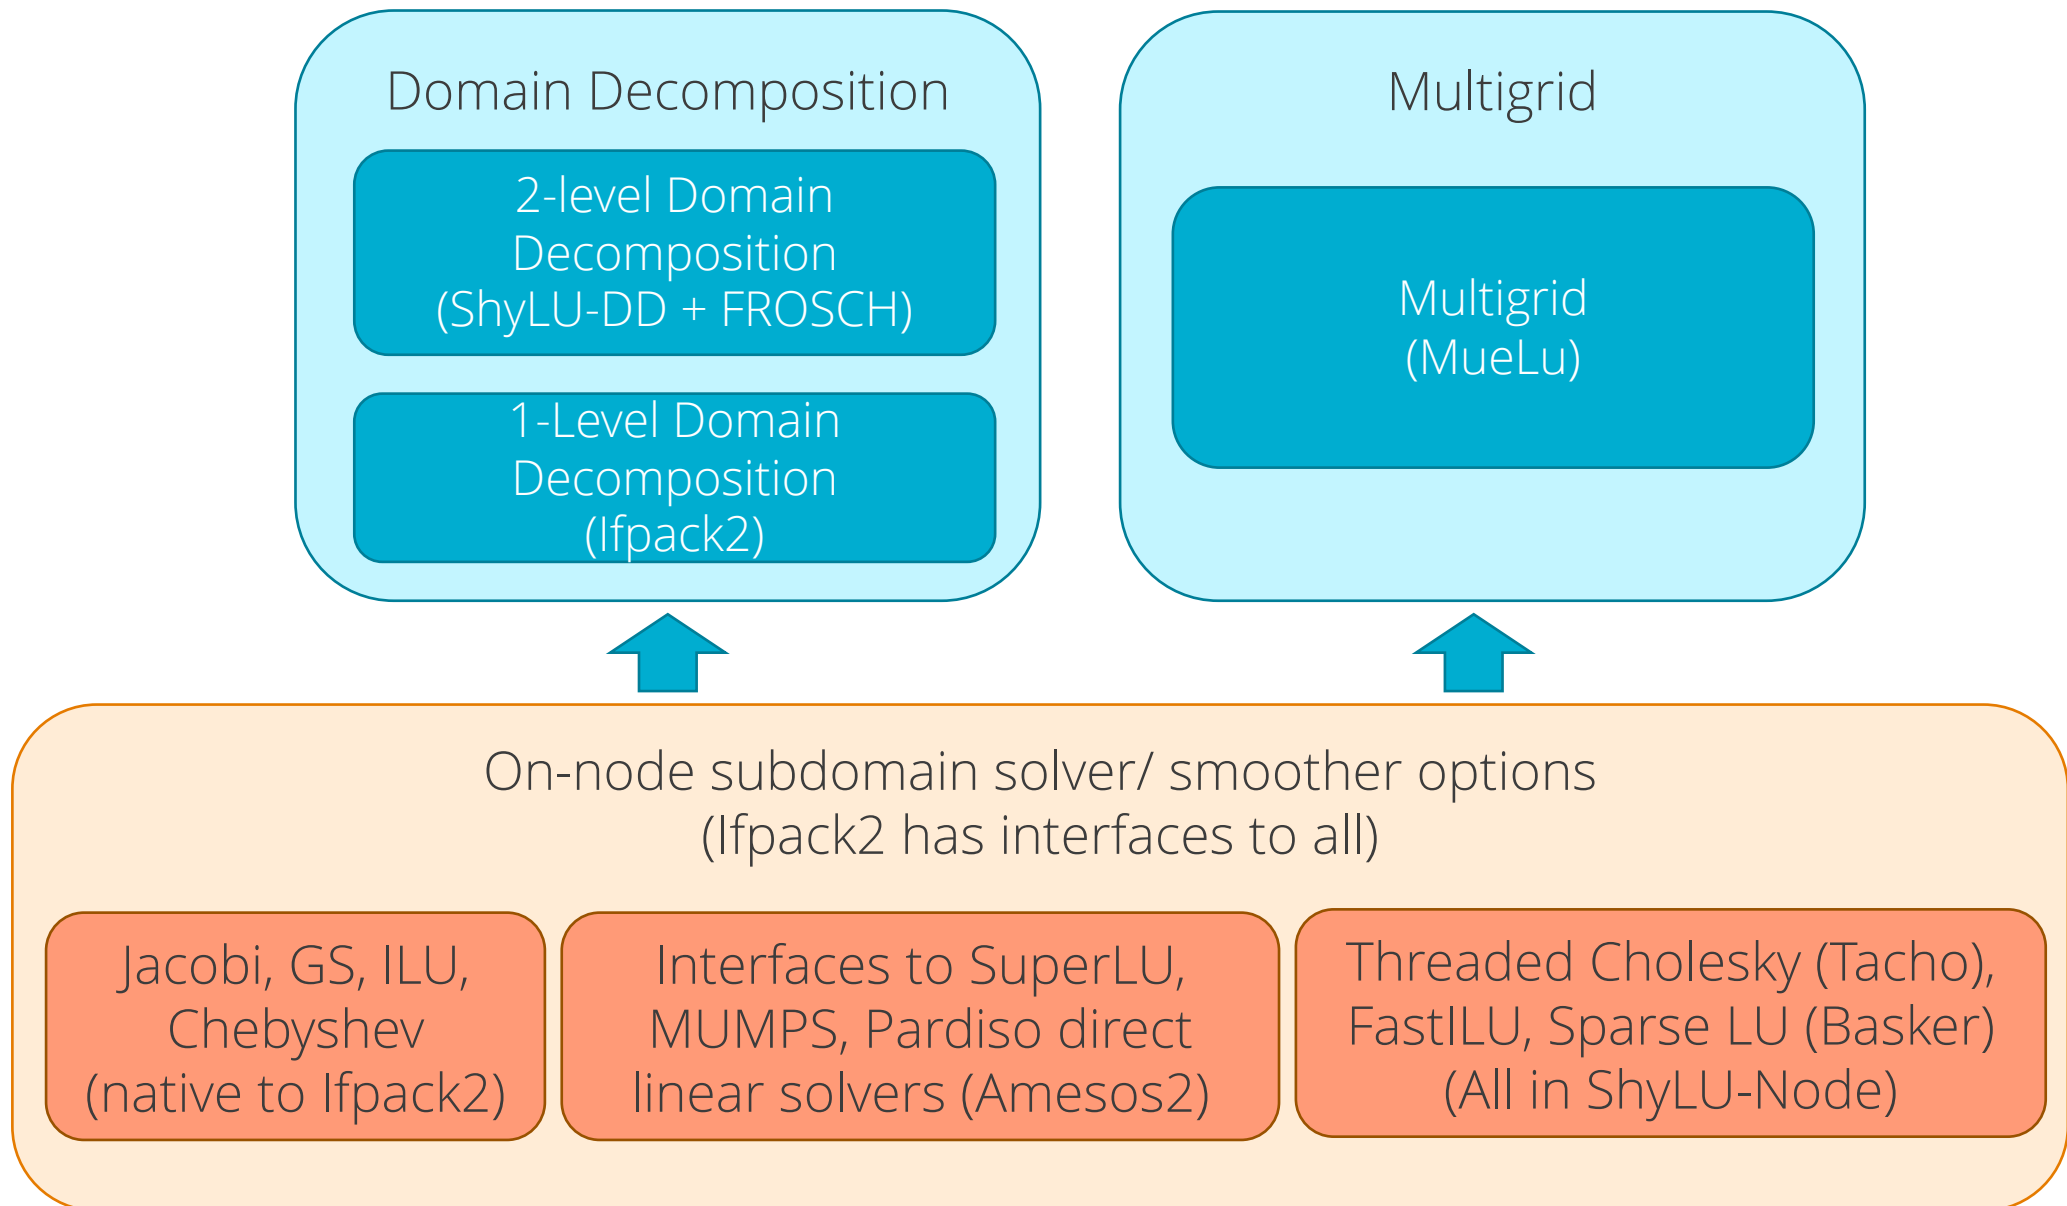 Domain Decomposition
2-level Domain
Decomposition
(ShyLU-DD + FROSCH)
1-Level Domain
Decomposition
(Ifpack2)
Multigrid
Multigrid
(MueLu)
On-node subdomain solver/ smoother options
(Ifpack2 has interfaces to all)
Jacobi, GS, ILU,
Chebyshev
(native to Ifpack2)
Interfaces to SuperLU,
MUMPS, Pardiso direct
linear solvers (Amesos2)
Threaded Cholesky (Tacho),
FastILU, Sparse LU (Basker)
(All in ShyLU-Node)